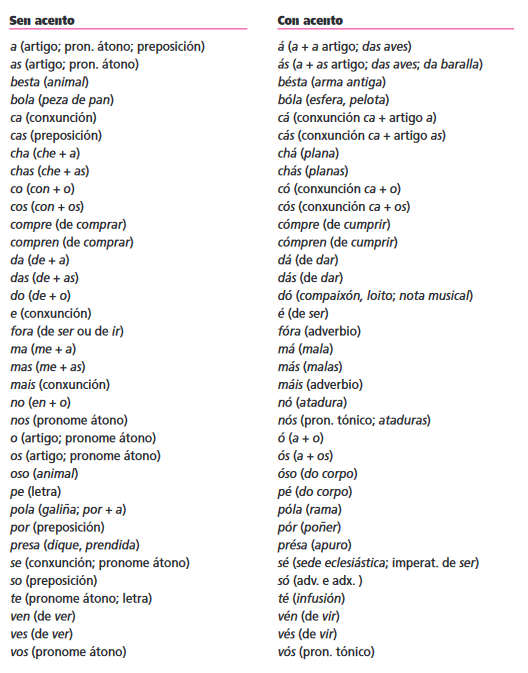 Sen acento Con acento
a (artigo; pron. átono; preposición) á (a + a artigo; das aves)
as (artigo; pron. átono) ás (a + as artigo; das aves; da baralla)
besta (animal) bésta (arma antiga)
bola (peza de pan) bóla (esfera, pelota)
ca (conxunción) cá (conxunción ca + artigo a)
cas (preposición) cás (conxunción ca + artigo as)
cha (che + a) chá (plana)
chas (che + as) chás (planas)
co (con + o) có (conxunción ca + o)
cos (con + os) cós (conxunción ca + os)
compre (de comprar) cómpre (de cumprir)
compren (de comprar) cómpren (de cumprir)
da (de + a) dá (de dar)
das (de + as) dás (de dar)
do (de + o) dó (compaixón, loito; nota musical)
e (conxunción) é (de ser)
fora (de ser ou de ir) fóra (adverbio)
ma (me + a) má (mala)
mas (me + as) más (malas)
mais (conxunción) máis (adverbio)
no (en + o) nó (atadura)
nos (pronome átono) nós (pron. tónico; ataduras)
o (artigo; pronome átono) ó (a + o)
os (artigo; pronome átono) ós (a + os)
oso (animal) óso (do corpo)
pe (letra) pé (do corpo)
pola (galiña; por + a) póla (rama)
por (preposición) pór (poñer)
presa (dique, prendida) présa (apuro)
se (conxunción; pronome átono) sé (sede eclesiástica; imperat. de ser)
so (preposición) só (adv. e adx. )
te (pronome átono; letra) té (infusión)
ven (de ver) vén (de vir)
ves (de ver) vés (de vir)
vos (pronome átono) vós (pron. tónico)